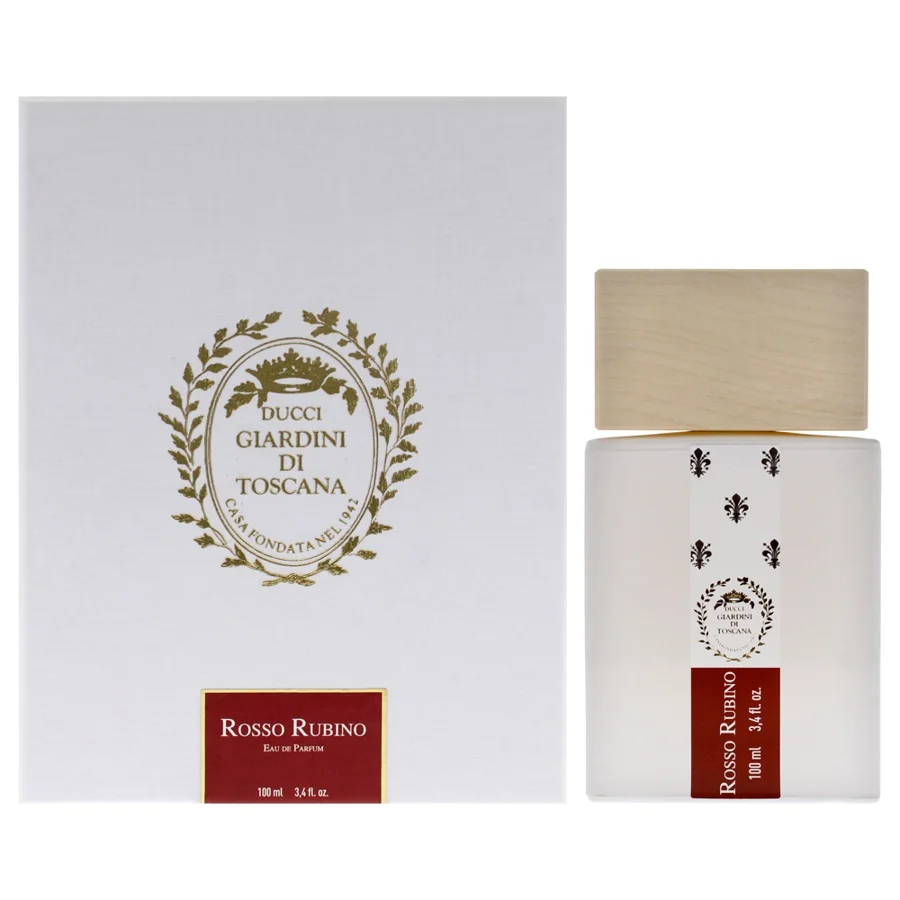 DUCCI
GIARDINI
DI
TOSCANA
CASA FONDATA NEL 1942
ROSSO RUBINO
EAU DE PARFUM
100 ml 3,4 fl. oz.
DUCCI
GIARDINI
DI
TOSCANA
ROSSO RUBINO
100 ml 3,4 fl. oz.